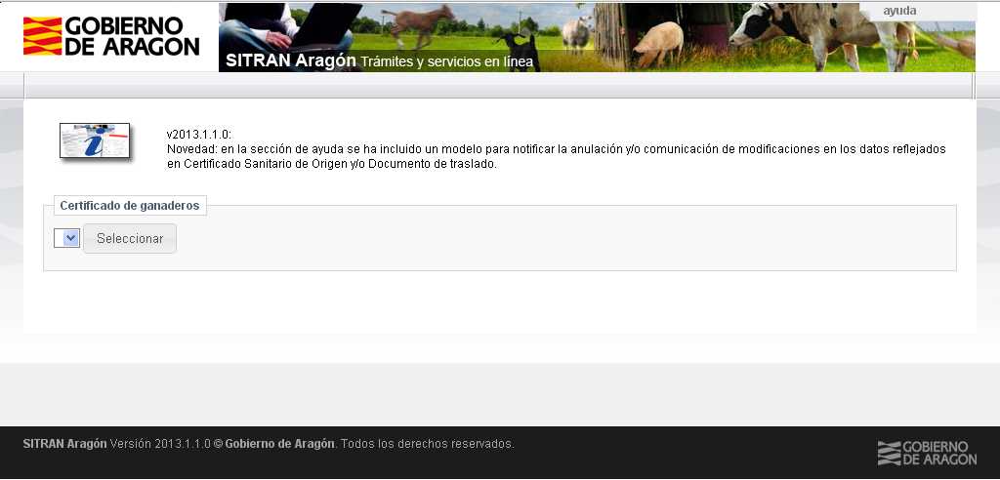 GOBIERNO
DE ARAGON
ayuda
SITRAN Aragón Trámites y servicios en línea
v2013.1.1.0:
Novedad: en la sección de ayuda se ha incluido un modelo para notificar la anulación y/o comunicación de modificaciones en los datos reflejados
en Certificado Sanitario de Origen y/o Documento de traslado.
Certificado de ganaderos
Seleccionar
SITRAN Aragón Versión 2013.1.1.0 © Gobierno de Aragón. Todos los derechos reservados.
GOBIERNO
DE ARAGON